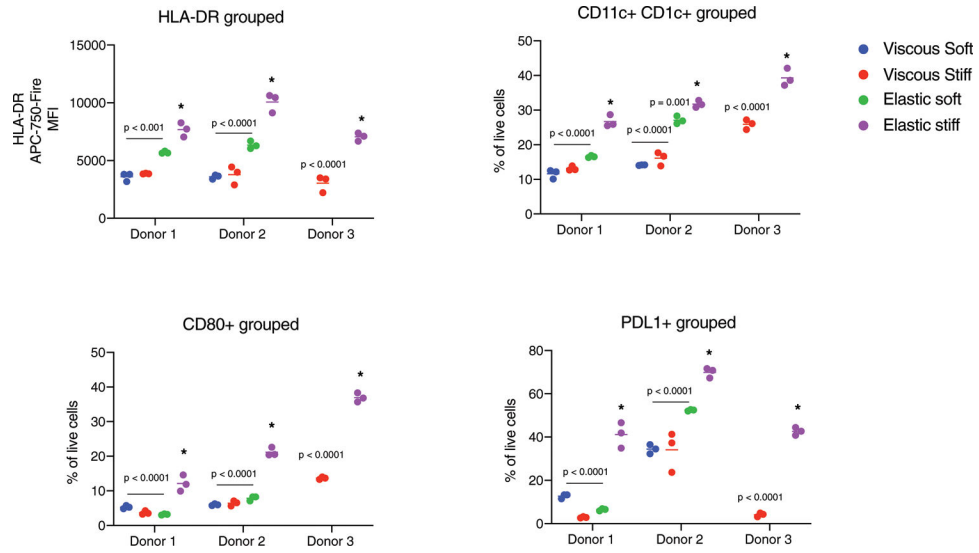 HLA-DR grouped
HLA-DR
APC-750-Fire
MFI
15000
10000
5000
0
*
*
*
p < 0.001
p < 0.0001
p < 0.0001
Donor 1
Donor 2
Donor 3
CD11c+ CD1c+ grouped
% of live cells
50
40
30
20
10
0
*
*
*
p = 0.001
p < 0.0001
p < 0.0001
p < 0.0001
Donor 1
Donor 2
Donor 3
Viscous Soft
Viscous Stiff
Elastic soft
Elastic stiff
CD80+ grouped
% of live cells
50
40
30
20
10
0
*
*
*
p < 0.0001
p < 0.0001
p < 0.0001
Donor 1
Donor 2
Donor 3
PDL1+ grouped
% of live cells
80
60
40
20
0
*
*
*
p < 0.0001
p < 0.0001
p < 0.0001
Donor 1
Donor 2
Donor 3